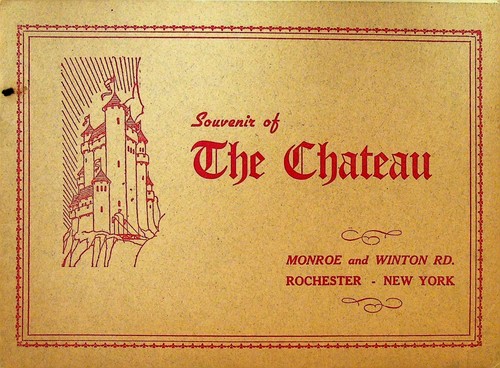 Souvenir of
The Chateau
MONROE and WINTON RD.
ROCHESTER - NEW YORK